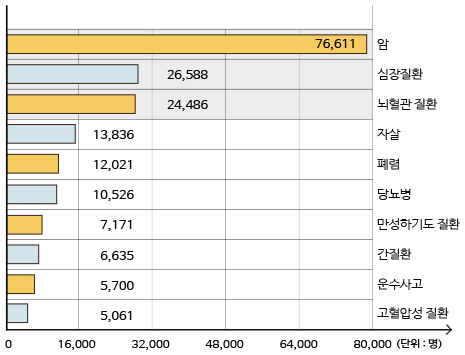 76,611 암
26,588 심장질환
24,486 뇌혈관 질환
13,836 자살
12,021 폐렴
10,526 당뇨병
7,171 만성하기도 질환
6,635 간질환
5,700 운수사고
5,061 고혈압성 질환
0 16,000 32,000 48,000 64,000 80,000 (단위 : 명)